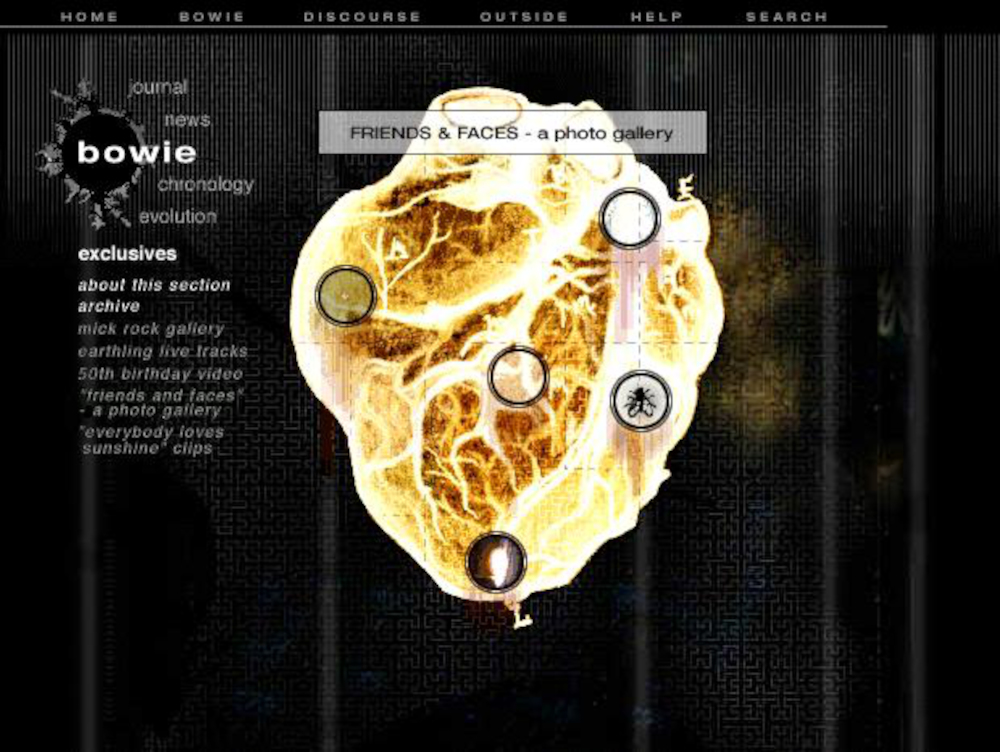 HOME BOWIE DISCOURSE OUTSIDE HELP SEARCH
journal
news
bowie
chronology
evolution
exclusives
about this section
archive
mick rock gallery
earthling live tracks
50th birthday video
"friends and faces"
- a photo gallery
"everybody loves
sunshine" clips
FRIENDS & FACES - a photo gallery
E
A
L